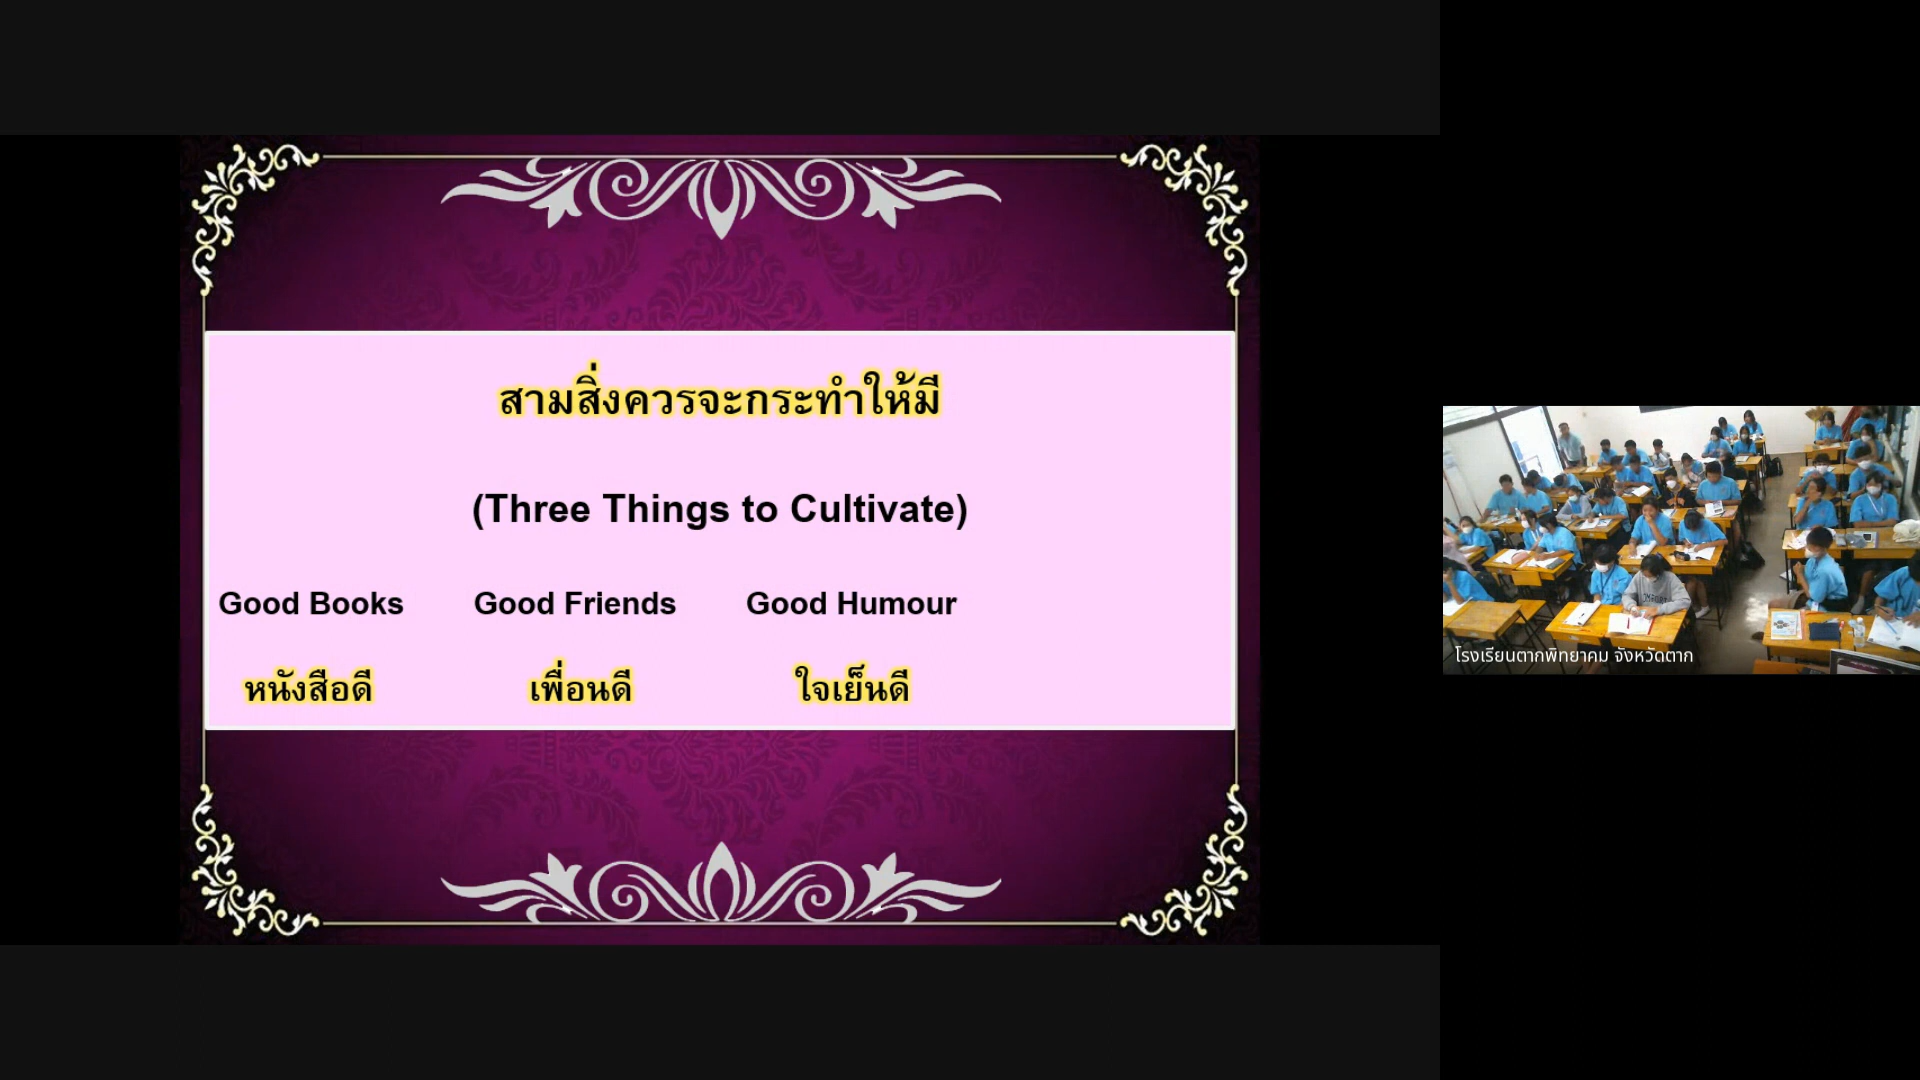 สามสิ่งควรจะกระทำให้มี
(Three Things to Cultivate)
Good Books Good Friends Good Humour
หนังสือดี เพื่อนดี ใจเย็นดี
โรงเรียนตากพิทยาคม จังหวัดตาก